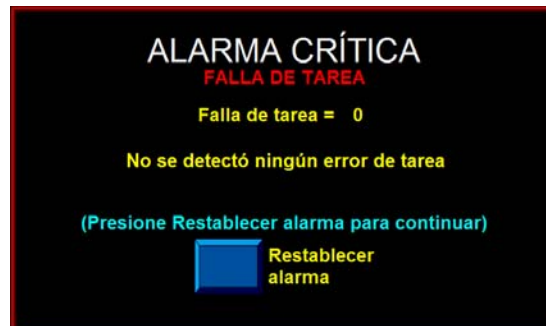 ALARMA CRÍTICA
FALLA DE TAREA
Falla de tarea = 0
No se detectó ningún error de tarea
(Presione Restablecer alarma para continuar)
Restablecer
alarma